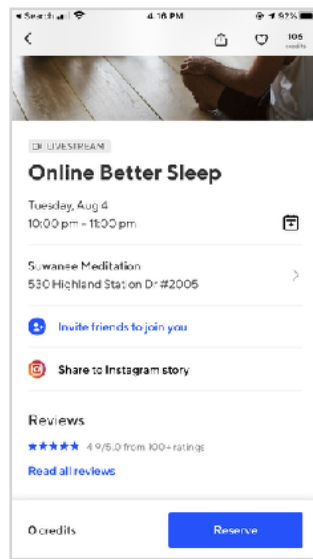 Search
4:16 PM
92%
105
credits
LIVESTREAM
Online Better Sleep
Tuesday, Aug 4
10:00 pm - 11:00 pm
Suwanee Meditation
530 Highland Station Dr #2005
Invite friends to join you
Share to Instagram story
Reviews
4.9/5.0 from 100+ ratings
Read all reviews
0 credits
Reserve